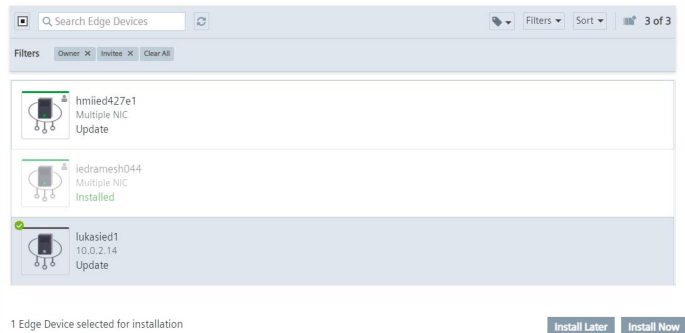 Search Edge Devices
Filters Sort 3 of 3
Filters Owner X Invitee X Clear All
hmiied427e1
Multiple NIC
Update
iedramesh044
Multiple NIC
Installed
lukasied1
10.0.2.14
Update
1 Edge Device selected for installation
Install Later Install Now